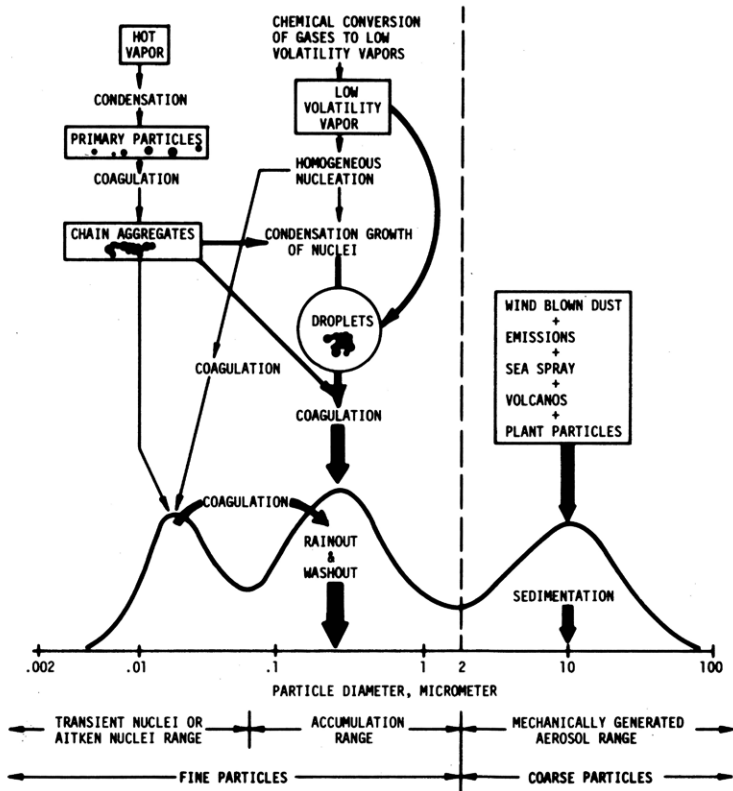 HOT
VAPOR
CONDENSATION
PRIMARY PARTICLES
COAGULATION
CHAIN AGGREGATES
CHEMICAL CONVERSION
OF GASES TO LOW
VOLATILITY VAPORS
LOW
VOLATILITY
VAPOR
HOMOGENEOUS
NUCLEATION
CONDENSATION GROWTH
OF NUCLEI
DROPLETS
COAGULATION
COAGULATION
COAGULATION
RAINOUT
&
WASHOUT
WIND BLOWN DUST
+
EMISSIONS
+
SEA SPRAY
+
VOLCANOS
+
PLANT PARTICLES
SEDIMENTATION
.002 .01 .1 1 2 10 100
PARTICLE DIAMETER, MICROMETER
TRANSIENT NUCLEI OR
AITKEN NUCLEI RANGE
ACCUMULATION
RANGE
MECHANICALLY GENERATED
AEROSOL RANGE
FINE PARTICLES
COARSE PARTICLES